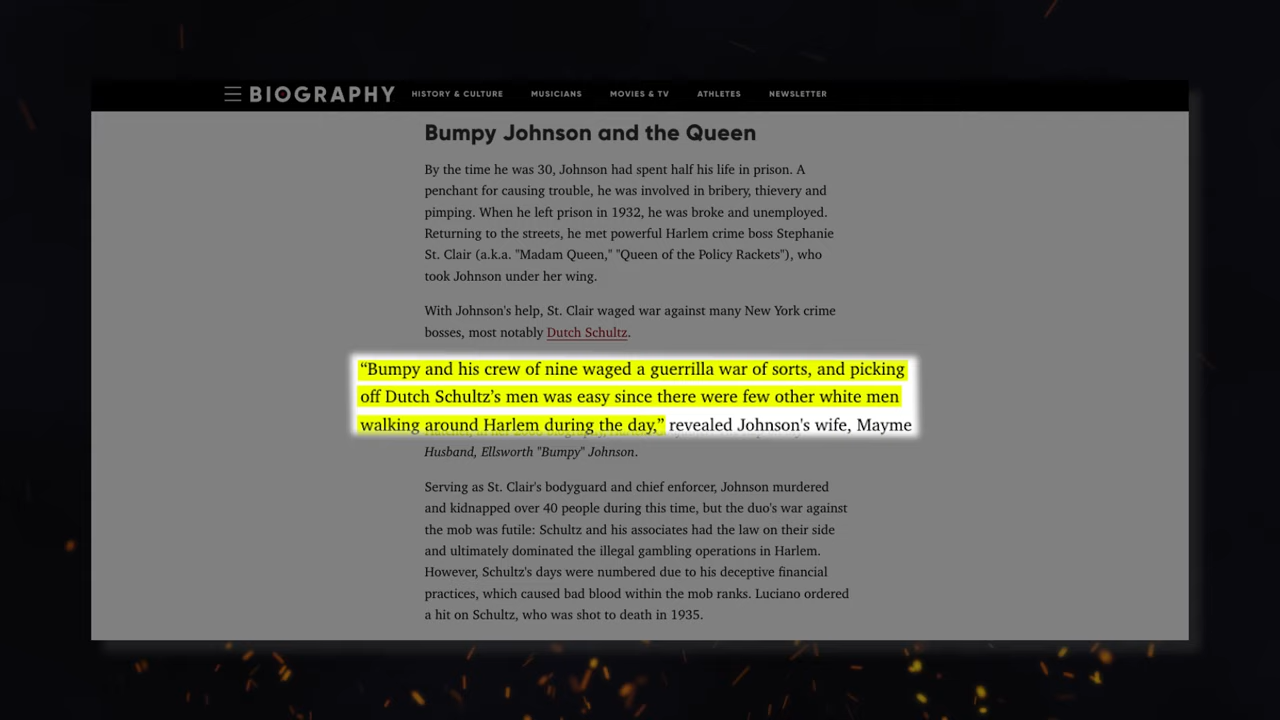 BIOGRAPHY HISTORY & CULTURE MUSICIANS MOVIES & TV ATHLETES NEWSLETTER
Bumpy Johnson and the Queen
By the time he was 30, Johnson had spent half his life in prison. A
penchant for causing trouble, he was involved in bribery, thievery and
pimping. When he left prison in 1932, he was broke and unemployed.
Returning to the streets, he met powerful Harlem crime boss Stephanie
St. Clair (a.k.a. "Madam Queen," "Queen of the Policy Rackets"), who
took Johnson under her wing.
With Johnson's help, St. Clair waged war against many New York crime
bosses, most notably Dutch Schultz.
“Bumpy and his crew of nine waged a guerrilla war of sorts, and picking
off Dutch Schultz’s men was easy since there were few other white men
walking around Harlem during the day,” revealed Johnson's wife, Mayme
Husband, Ellsworth "Bumpy" Johnson.
Serving as St. Clair's bodyguard and chief enforcer, Johnson murdered
and kidnapped over 40 people during this time, but the duo's war against
the mob was futile: Schultz and his associates had the law on their side
and ultimately dominated the illegal gambling operations in Harlem.
However, Schultz's days were numbered due to his deceptive financial
practices, which caused bad blood within the mob ranks. Luciano ordered
a hit on Schultz, who was shot to death in 1935.